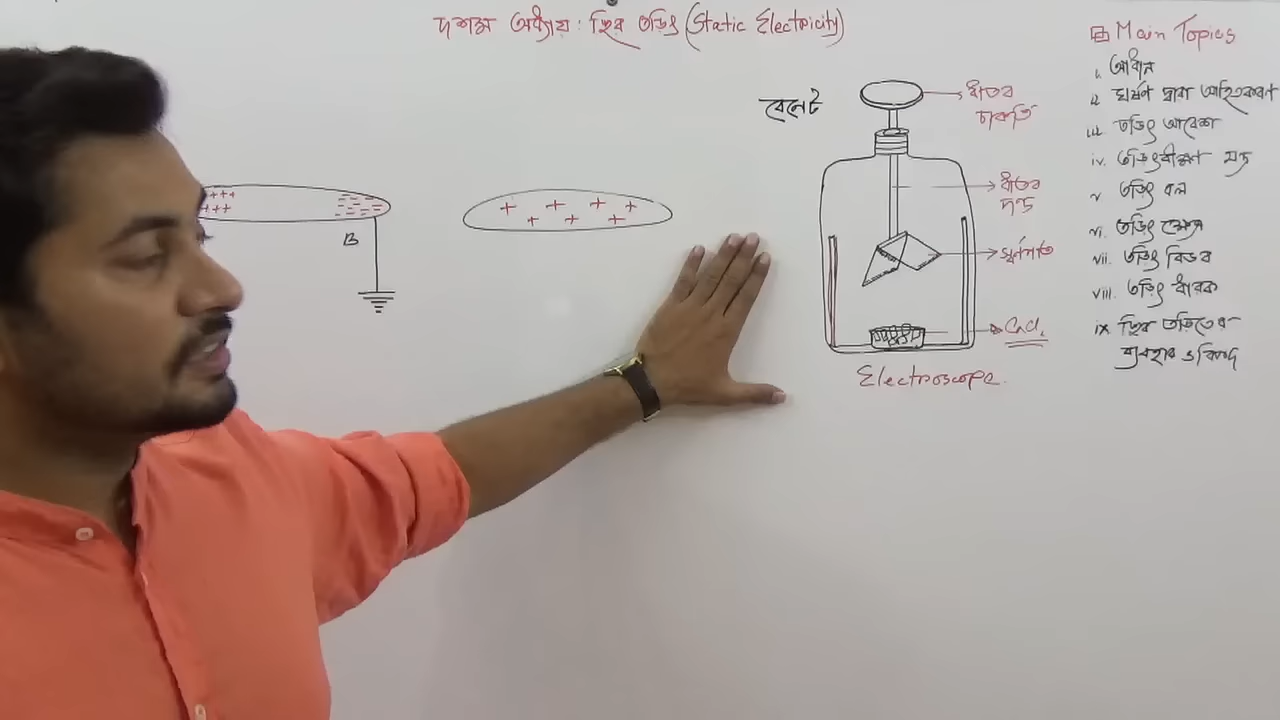 দশম অধ্যায় : স্থির তড়িৎ (Static Electricity)
+ + + +
+ + +
B
+ + + +
+ + +
বেনেট
ধাতব
চাকতি
ধাতব
দণ্ড
স্বর্ণপাত
CaCl₂
Electroscope.
Main Topics
i. আধান
ii. ঘর্ষণ দ্বারা আহিতকরণ
iii. তড়িৎ আবেশ
iv. তড়িৎবীক্ষণ যন্ত্র
v. তড়িৎ বল
vi. তড়িৎ ক্ষেত্র
vii. তড়িৎ বিভব
viii. তড়িৎ ধারক
ix. স্থির তড়িতের
ব্যবহার ও বিপদ